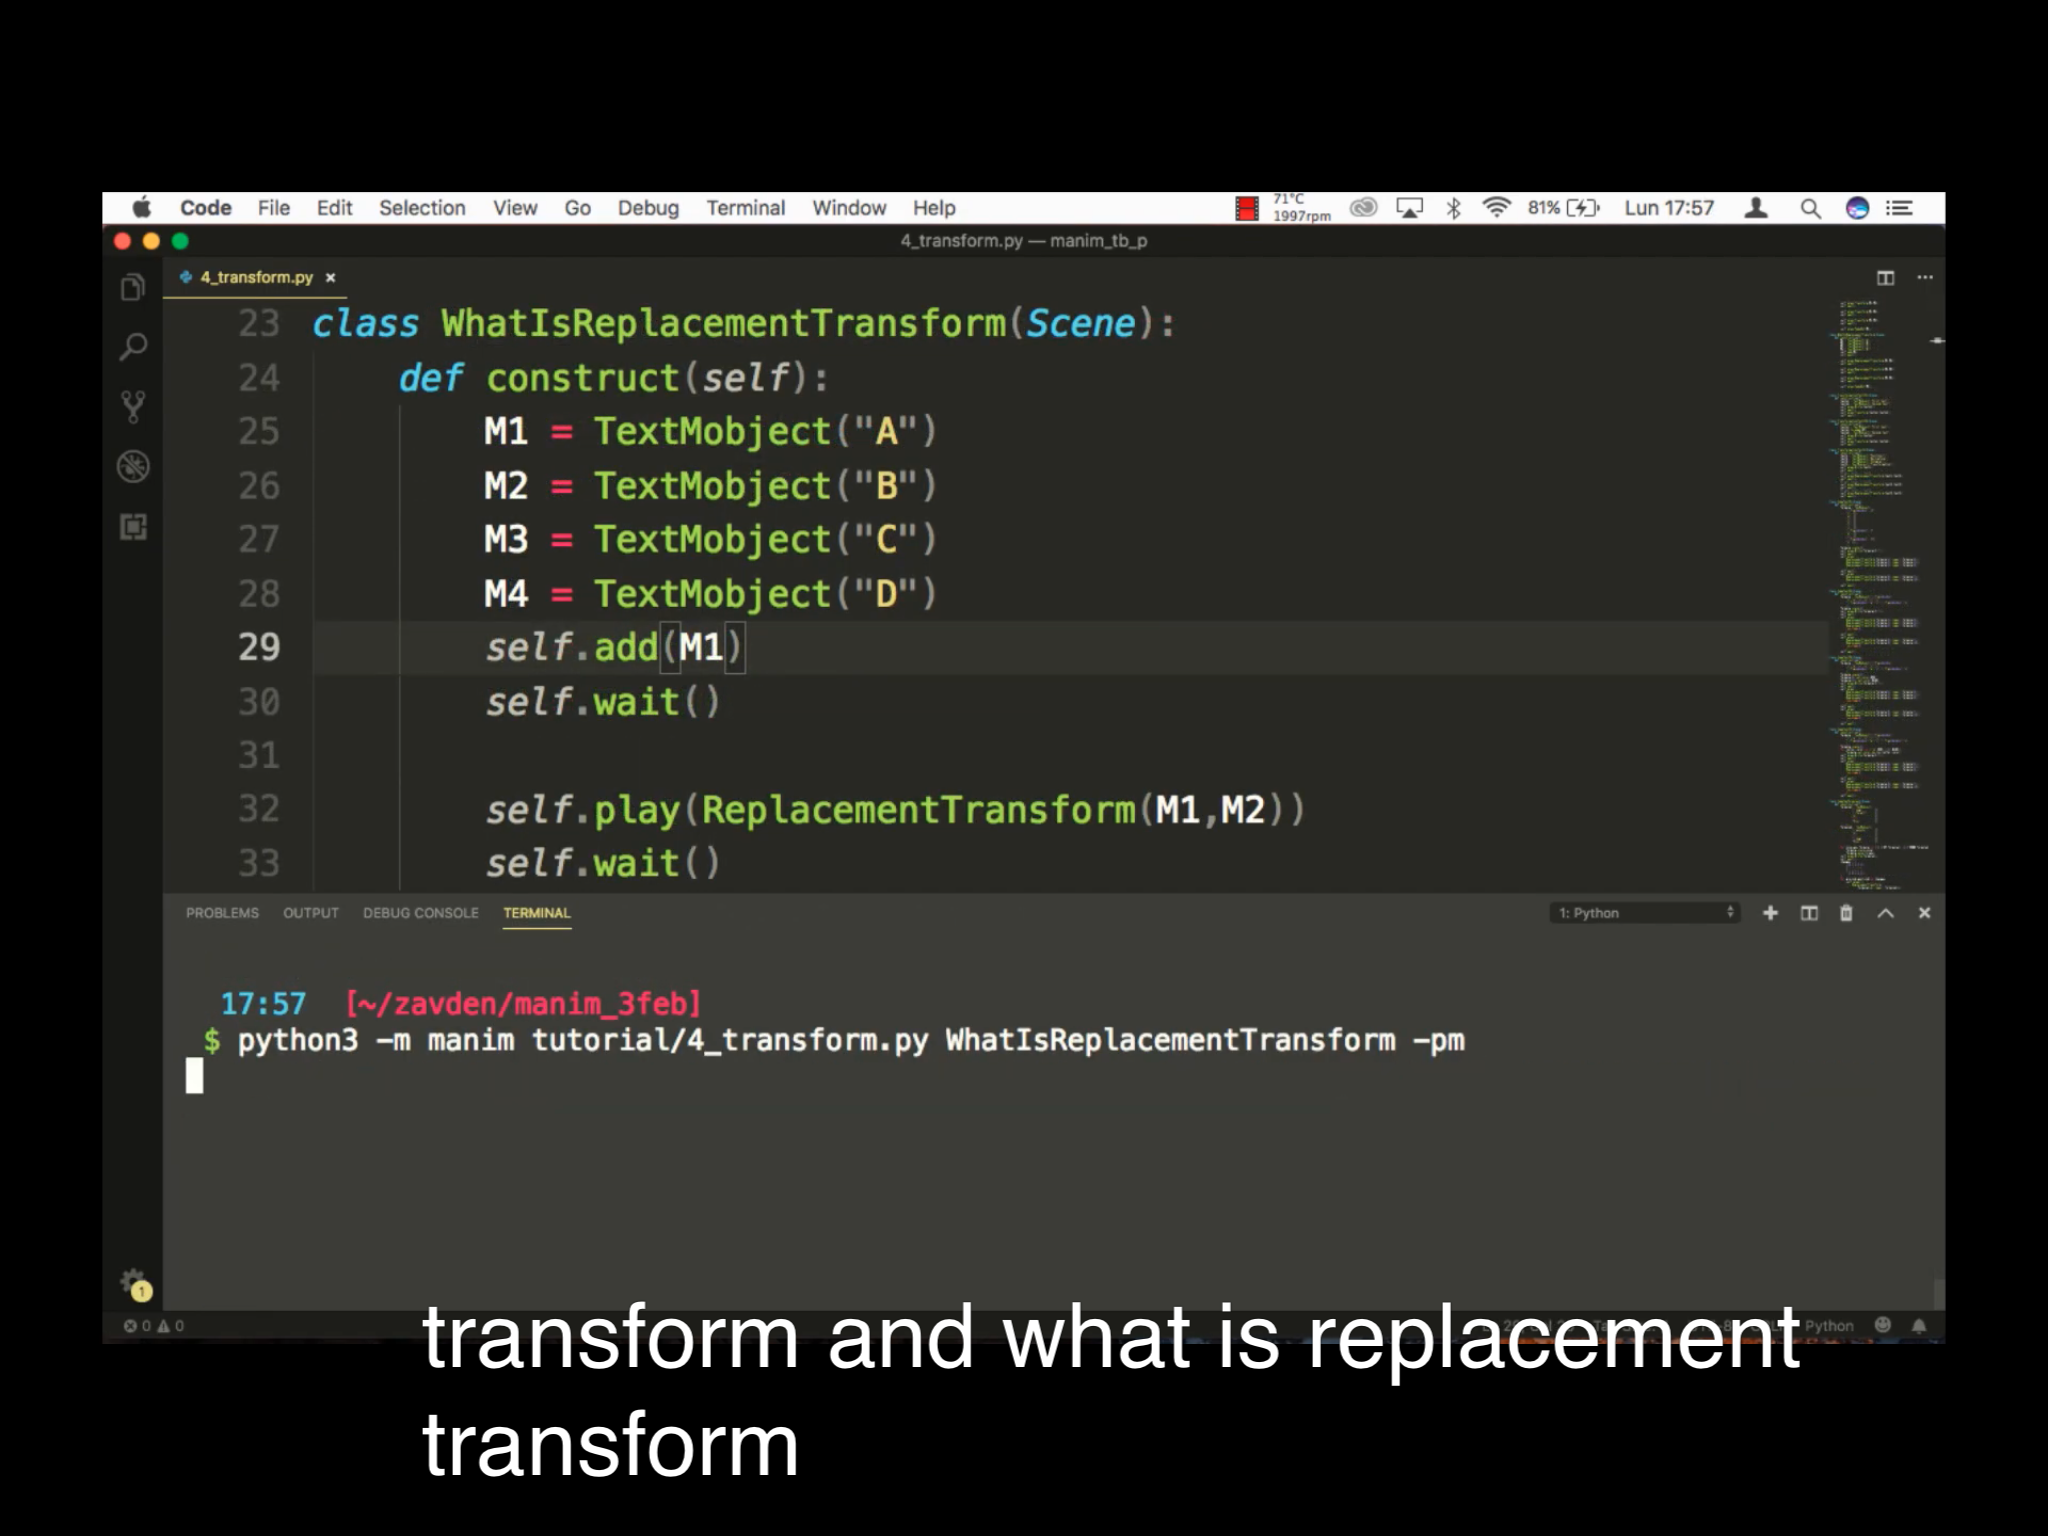 Code File Edit Selection View Go Debug Terminal Window Help 71°C 1997rpm 81% Lun 17:57
4_transform.py — manim_tb_p
4_transform.py ×
23 class WhatIsReplacementTransform(Scene):
24 def construct(self):
25 M1 = TextMobject("A")
26 M2 = TextMobject("B")
27 M3 = TextMobject("C")
28 M4 = TextMobject("D")
29 self.add(M1)
30 self.wait()
31
32 self.play(ReplacementTransform(M1,M2))
33 self.wait()
PROBLEMS OUTPUT DEBUG CONSOLE TERMINAL 1: Python
17:57 [~/zavden/manim_3feb]
$ python3 -m manim tutorial/4_transform.py WhatIsReplacementTransform -pm
1
0 0 Python
transform and what is replacement
transform